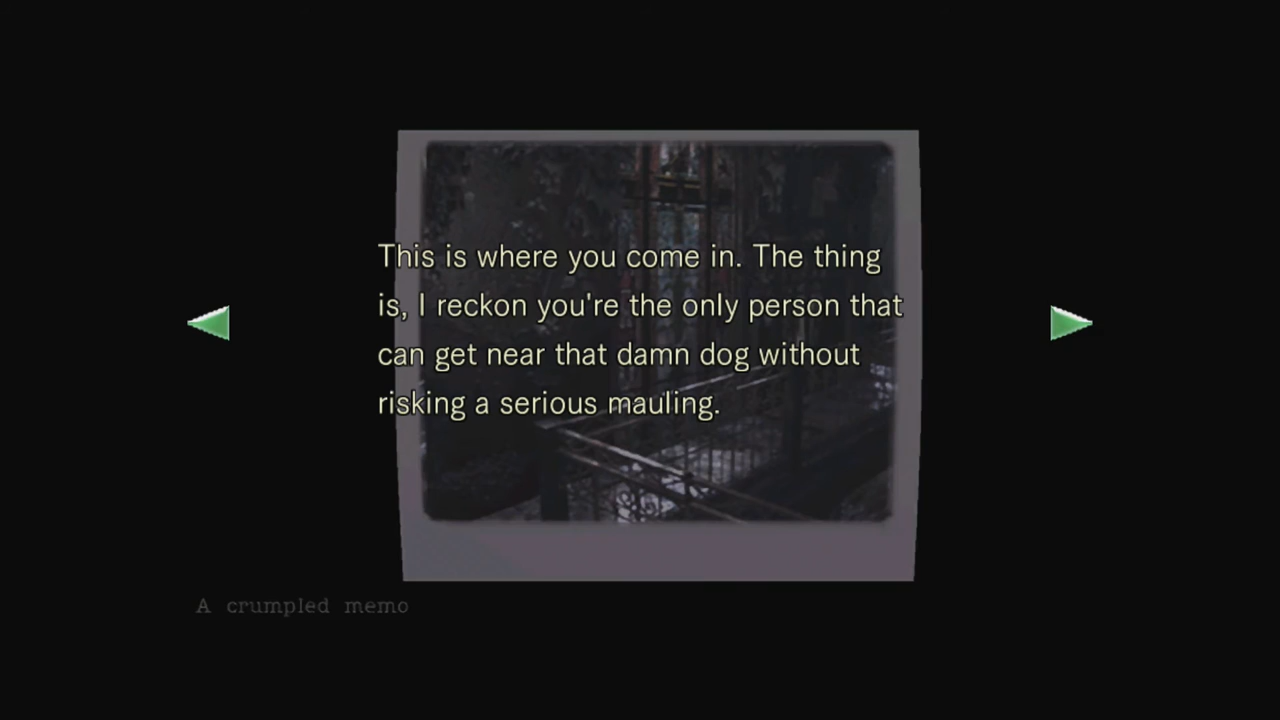 This is where you come in. The thing
is, I reckon you're the only person that
can get near that damn dog without
risking a serious mauling.
A crumpled memo